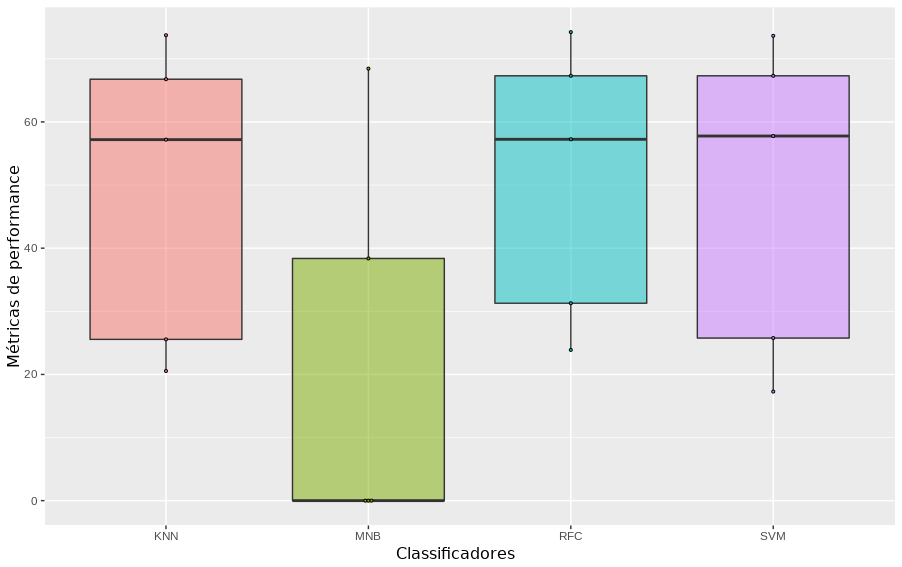 Métricas de performance
60
40
20
0
KNN
MNB
RFC
SVM
Classificadores